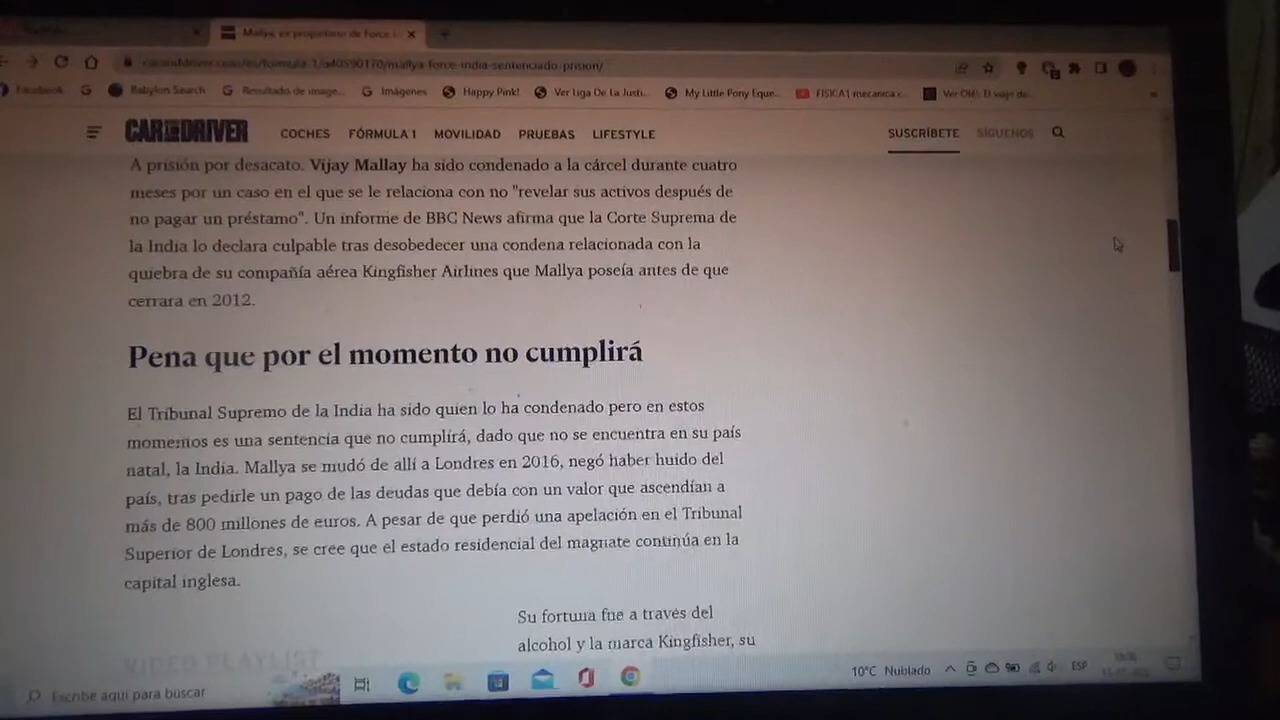 Mallya, ex propietario de Force I
caranddriver.com/es/formula-1/a40590170/mallya-force-india-sentenciado-prision/
Facebook Babylon Search Resultado de image... Imágenes Happy Pink! Ver Liga De La Justi... My Little Pony Eque... FISICA1 mecanica c...
CAR AND DRIVER COCHES FÓRMULA 1 MOVILIDAD PRUEBAS LIFESTYLE SUSCRÍBETE SÍGUENOS
A prisión por desacato. Vijay Mallay ha sido condenado a la cárcel durante cuatro
meses por un caso en el que se le relaciona con no "revelar sus activos después de
no pagar un préstamo". Un informe de BBC News afirma que la Corte Suprema de
la India lo declara culpable tras desobedecer una condena relacionada con la
quiebra de su compañía aérea Kingfisher Airlines que Mallya poseía antes de que
cerrara en 2012.
Pena que por el momento no cumplirá
El Tribunal Supremo de la India ha sido quien lo ha condenado pero en estos
momentos es una sentencia que no cumplirá, dado que no se encuentra en su país
natal, la India. Mallya se mudó de allí a Londres en 2016, negó haber huido del
país, tras pedirle un pago de las deudas que debía con un valor que ascendían a
más de 800 millones de euros. A pesar de que perdió una apelación en el Tribunal
Superior de Londres, se cree que el estado residencial del magnate continúa en la
capital inglesa.
Su fortuna fue a través del
alcohol y la marca Kingfisher, su
VIDEO PLAYLIST
Escribe aquí para buscar 10°C Nublado ESP